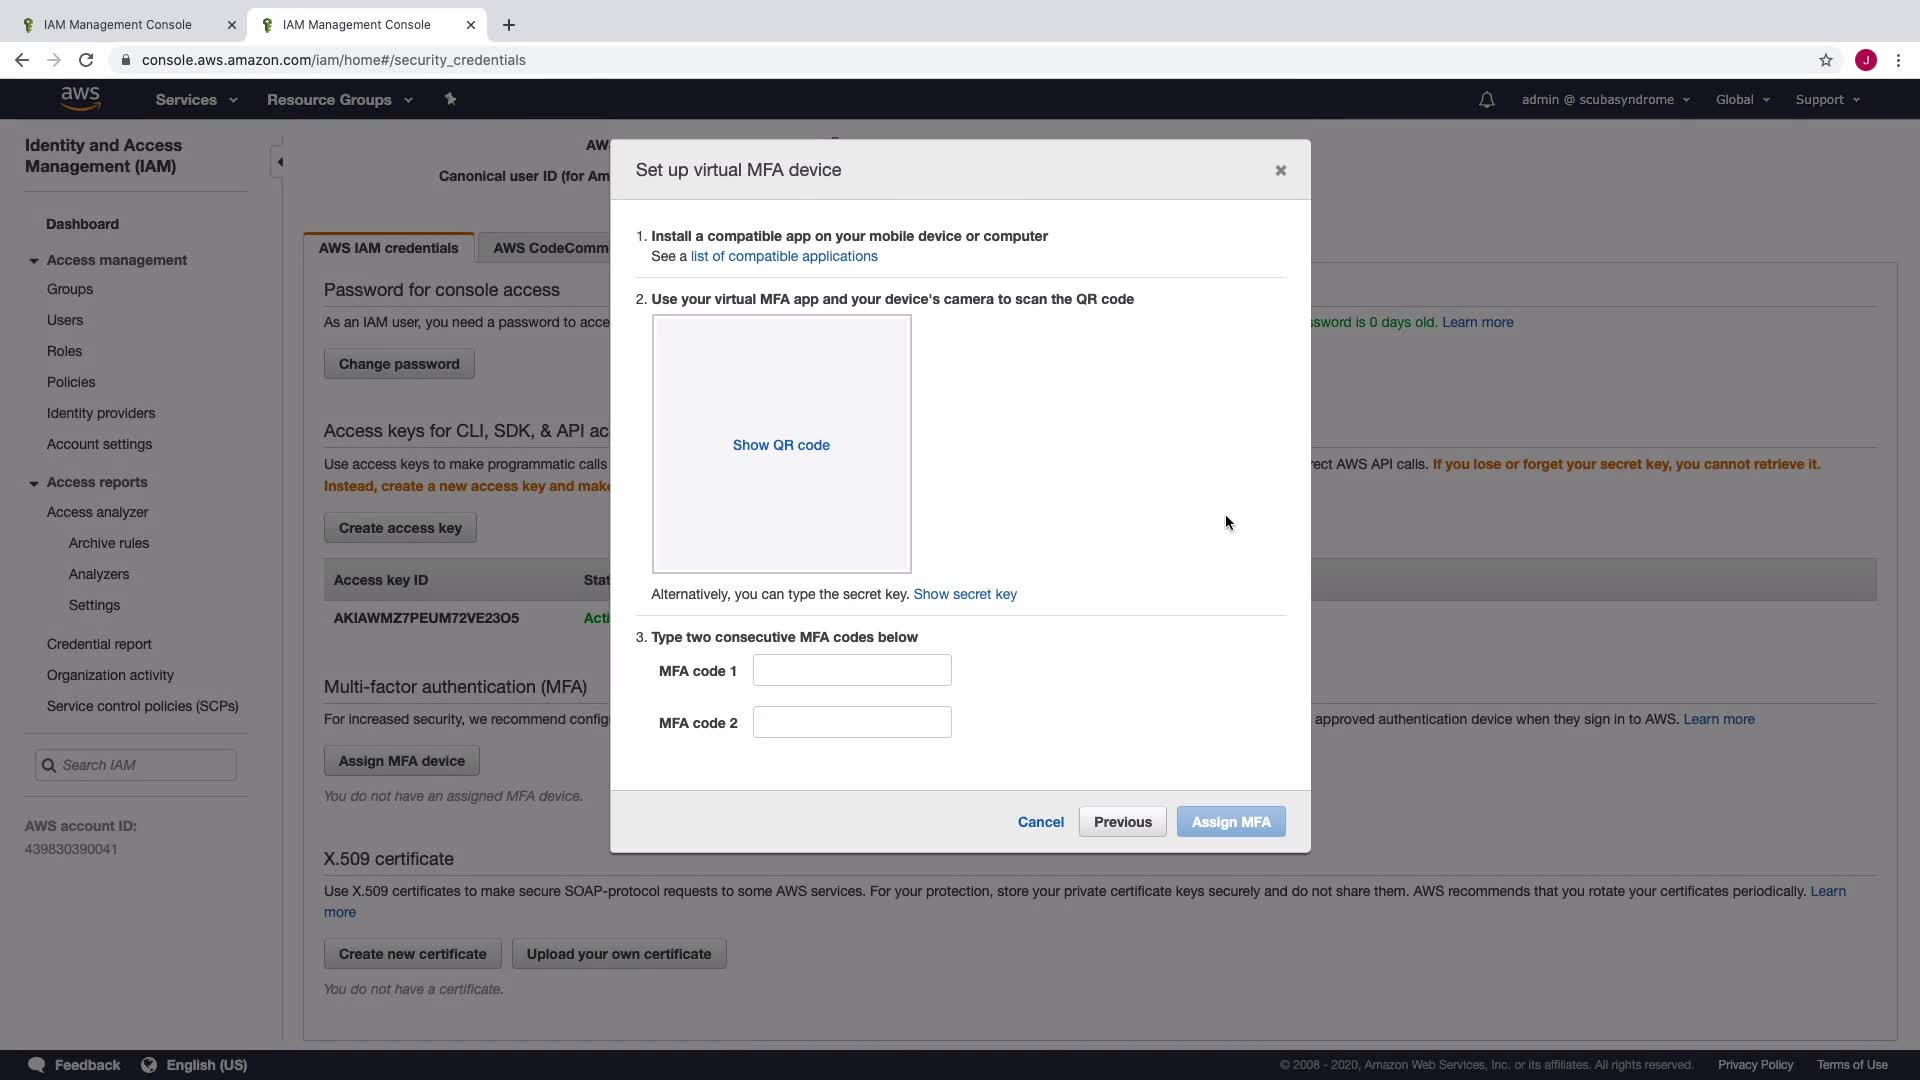 IAM Management Console
IAM Management Console
console.aws.amazon.com/iam/home#/security_credentials
J
aws
Services
Resource Groups
admin @ scubasyndrome
Global
Support
Identity and Access
Management (IAM)
Dashboard
Access management
Groups
Users
Roles
Policies
Identity providers
Account settings
Access reports
Access analyzer
Archive rules
Analyzers
Settings
Credential report
Organization activity
Service control policies (SCPs)
Search IAM
AWS account ID:
439830390041
AW
Canonical user ID (for Am
AWS IAM credentials
AWS CodeComm
Password for console access
As an IAM user, you need a password to acce
ssword is 0 days old. Learn more
Change password
Access keys for CLI, SDK, & API ac
Use access keys to make programmatic calls
rect AWS API calls. If you lose or forget your secret key, you cannot retrieve it.
Instead, create a new access key and make
Create access key
Access key ID
Stat
AKIAWMZ7PEUM72VE23O5
Acti
Multi-factor authentication (MFA)
For increased security, we recommend config
approved authentication device when they sign in to AWS. Learn more
Assign MFA device
You do not have an assigned MFA device.
X.509 certificate
Use X.509 certificates to make secure SOAP-protocol requests to some AWS services. For your protection, store your private certificate keys securely and do not share them. AWS recommends that you rotate your certificates periodically. Learn
more
Create new certificate
Upload your own certificate
You do not have a certificate.
Set up virtual MFA device
1. Install a compatible app on your mobile device or computer
See a list of compatible applications
2. Use your virtual MFA app and your device's camera to scan the QR code
Show QR code
Alternatively, you can type the secret key. Show secret key
3. Type two consecutive MFA codes below
MFA code 1
MFA code 2
Cancel
Previous
Assign MFA
Feedback
English (US)
© 2008 - 2020, Amazon Web Services, Inc. or its affiliates. All rights reserved.
Privacy Policy
Terms of Use